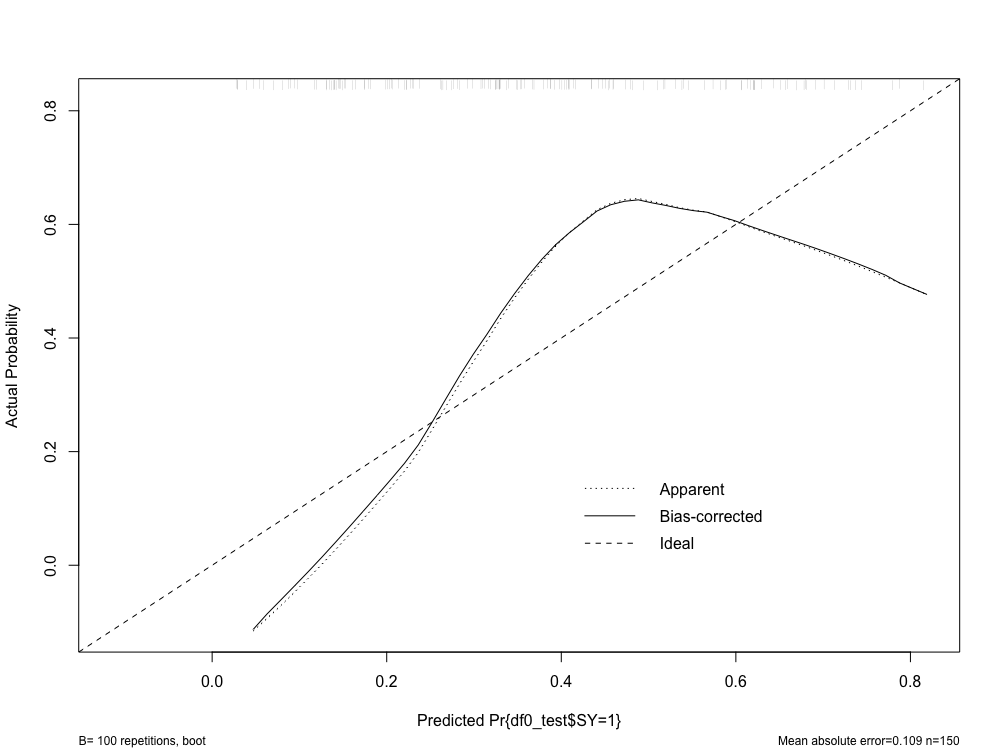 0.8
0.6
0.4
0.2
0.0
Actual Probability
Apparent
Bias-corrected
Ideal
0.0 0.2 0.4 0.6 0.8
Predicted Pr{df0_test$SY=1}
B= 100 repetitions, boot
Mean absolute error=0.109 n=150